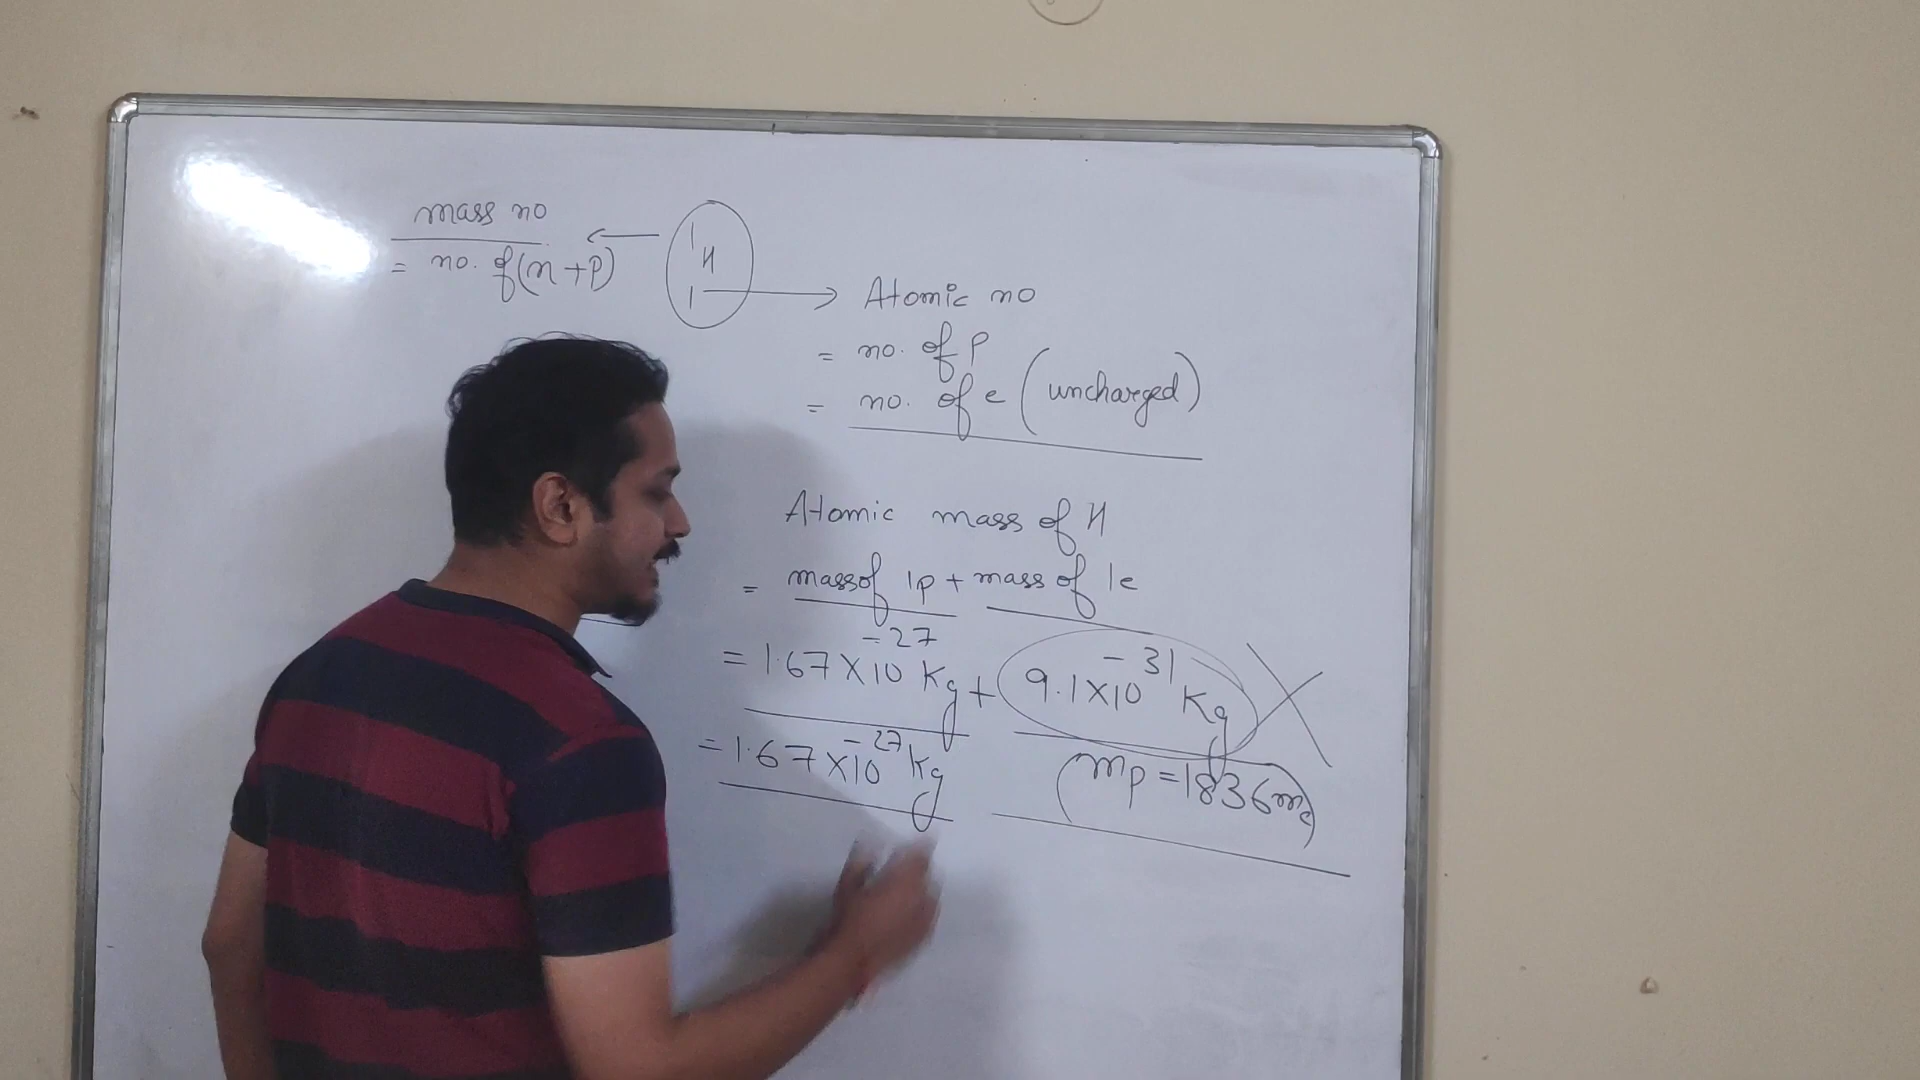 mass no
= no. of (n+p)
1
H
1
Atomic no
= no. of p
= no. of e (uncharged)
Atomic mass of H
= mass of 1p + mass of 1e
= 1.67 × 10⁻²⁷ Kg + 9.1×10⁻³¹ Kg
= 1.67 ×10⁻²⁷ Kg
(mp = 1836me)